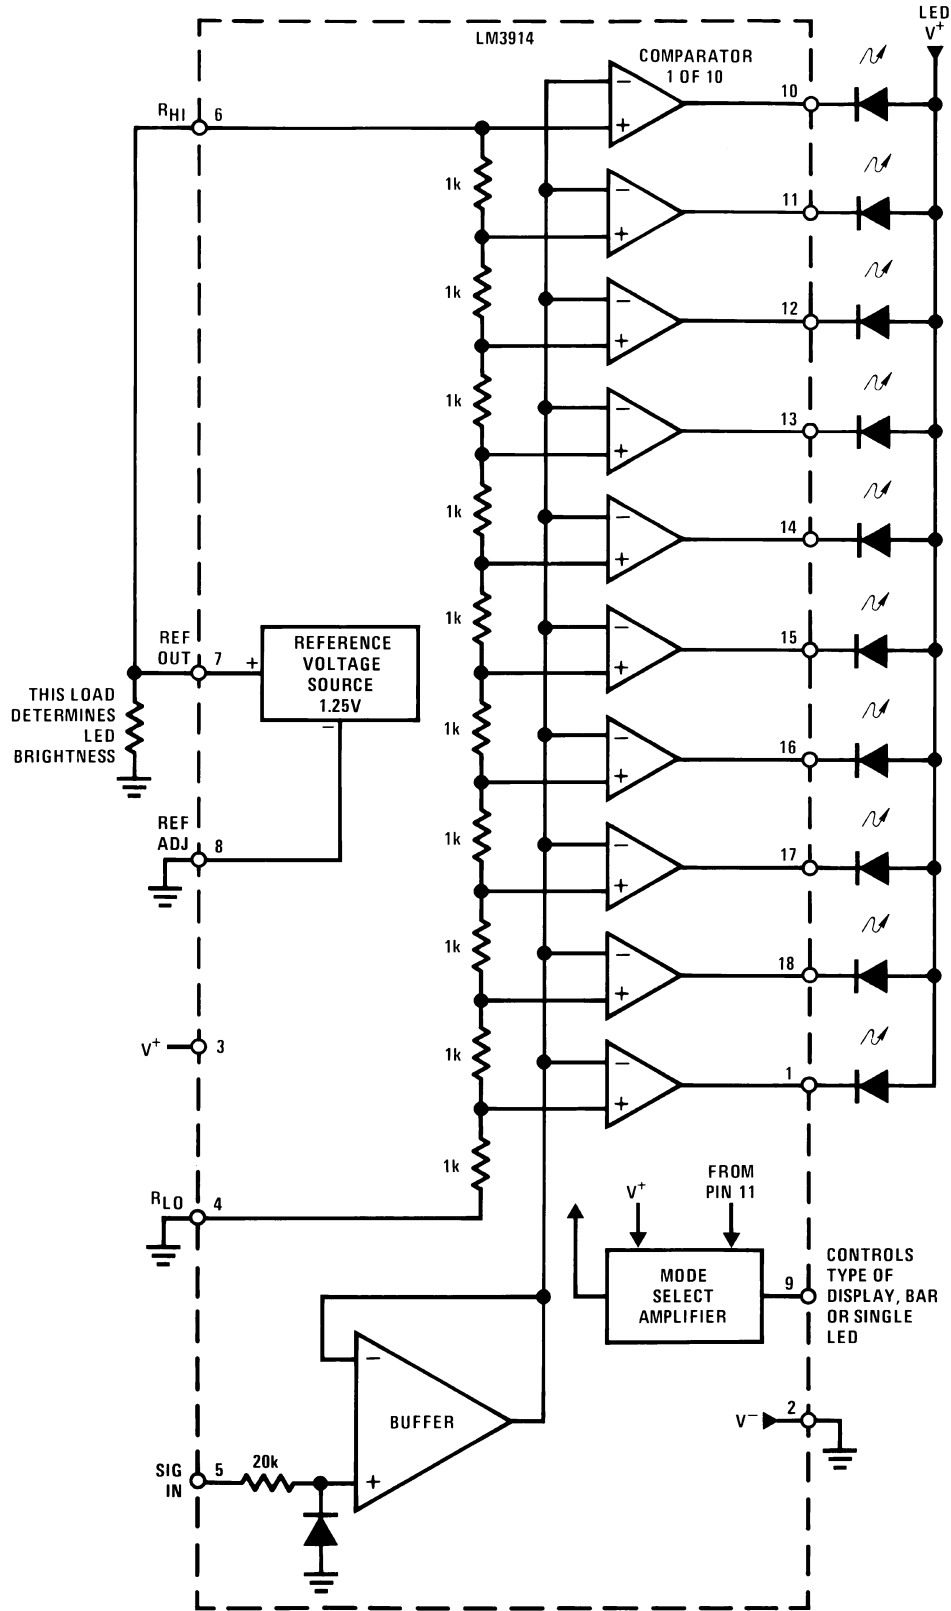 LED
V+
LM3914
COMPARATOR
1 OF 10
10
RHI
6
−
+
1k
11
−
+
1k
12
−
+
1k
13
−
+
1k
14
−
+
1k
15
−
+
REF
OUT
7
+
REFERENCE
VOLTAGE
SOURCE
1.25V
−
THIS LOAD
DETERMINES
LED
BRIGHTNESS
1k
16
−
+
REF
ADJ
8
1k
17
−
+
1k
18
−
+
V+
3
1k
1
−
+
1k
RLO
4
V+
FROM
PIN 11
MODE
SELECT
AMPLIFIER
9
CONTROLS
TYPE OF
DISPLAY, BAR
OR SINGLE
LED
−
BUFFER
+
V−
2
SIG
IN
5
20k